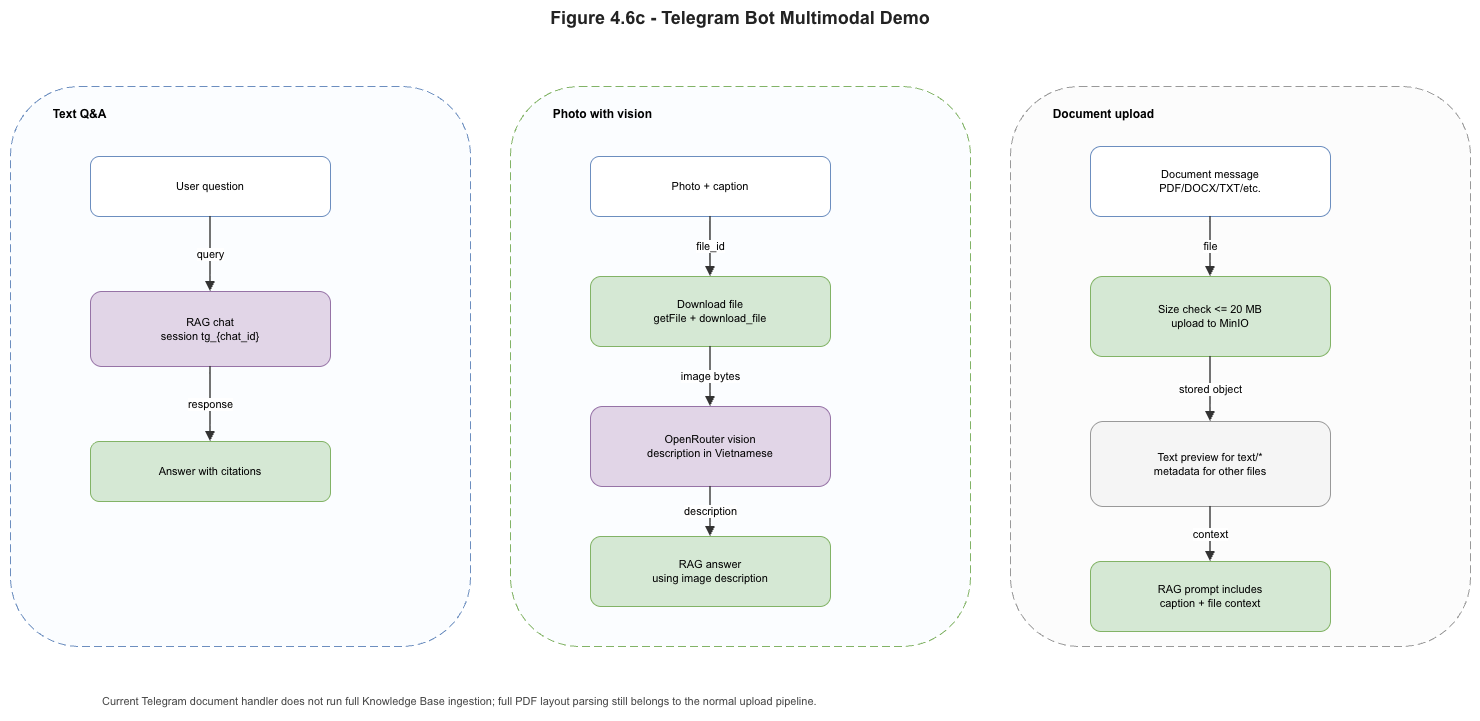 Figure 4.6c - Telegram Bot Multimodal Demo
Text Q&A
User question
query
RAG chat
session tg_{chat_id}
response
Answer with citations
Photo with vision
Photo + caption
file_id
Download file
getFile + download_file
image bytes
OpenRouter vision
description in Vietnamese
description
RAG answer
using image description
Document upload
Document message
PDF/DOCX/TXT/etc.
file
Size check <= 20 MB
upload to MinIO
stored object
Text preview for text/*
metadata for other files
context
RAG prompt includes
caption + file context
Current Telegram document handler does not run full Knowledge Base ingestion; full PDF layout parsing still belongs to the normal upload pipeline.